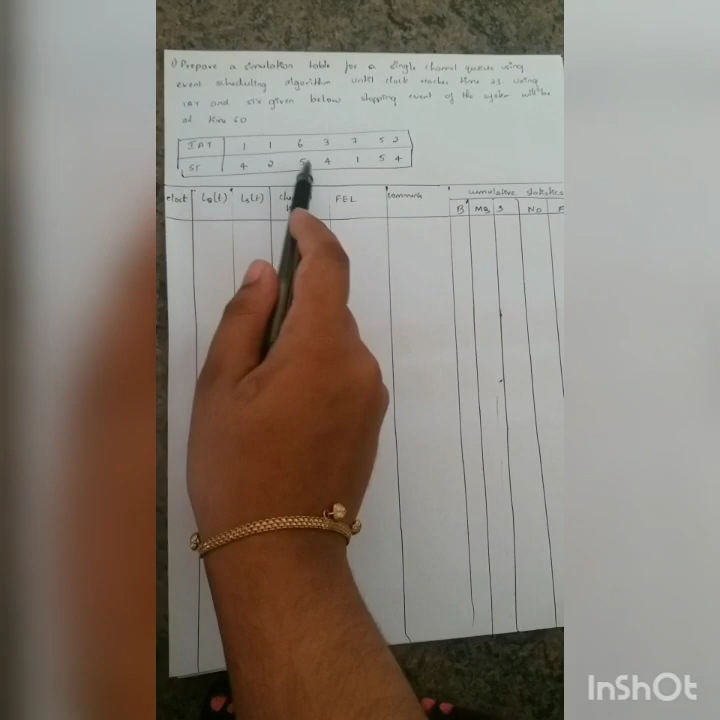 1) Prepare a simulation table for a single channel queue using
event scheduling algorithm until clock reaches time 23 using
IAT and st's given below stopping event of the system will be
at time 60
IAT 1 1 6 3 7 5 2
ST 4 2 5 4 1 5 4
clock LQ(t) LS(t) FEL comments cumulative statistics
B MQ S ND F
InShOt